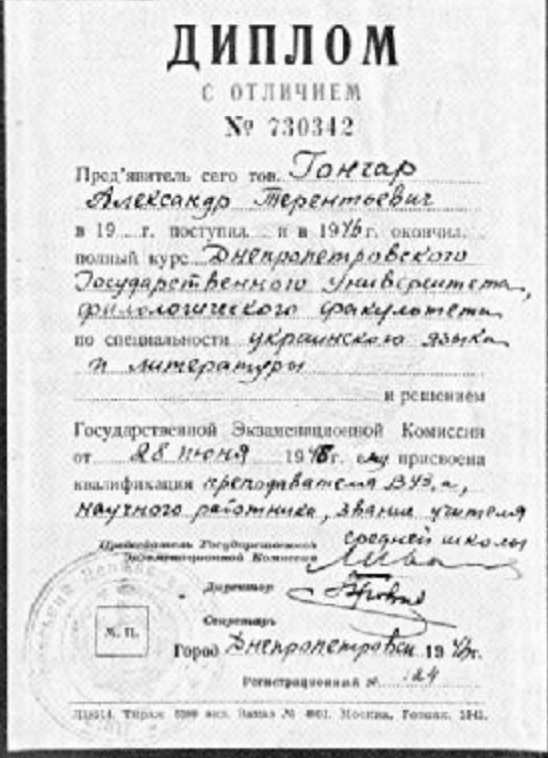 ДИПЛОМ
С ОТЛИЧИЕМ
№ 730342
Пред'явитель сего тов. Гончар
Александр Терентьевич
в 19 г. поступил и в 1946 г. окончил
полный курс Днепропетровского
Государственного Университета,
филологического факультета
по специальности украинского языка
и литературы
и решением
Государственной Экзаменационной Комиссии
от 28 июня 1946 г. ему присвоена
квалификация преподавателя ВУЗ'а,
научного работника, звание учителя
средней школы
Председатель Государственной
Экзаменационной Комиссии
Директор
Секретарь
М. П.
Город Днепропетровск 1946 г.
Регистрационный № 124
Тираж Заказ № Москва, Гознак. 1945.